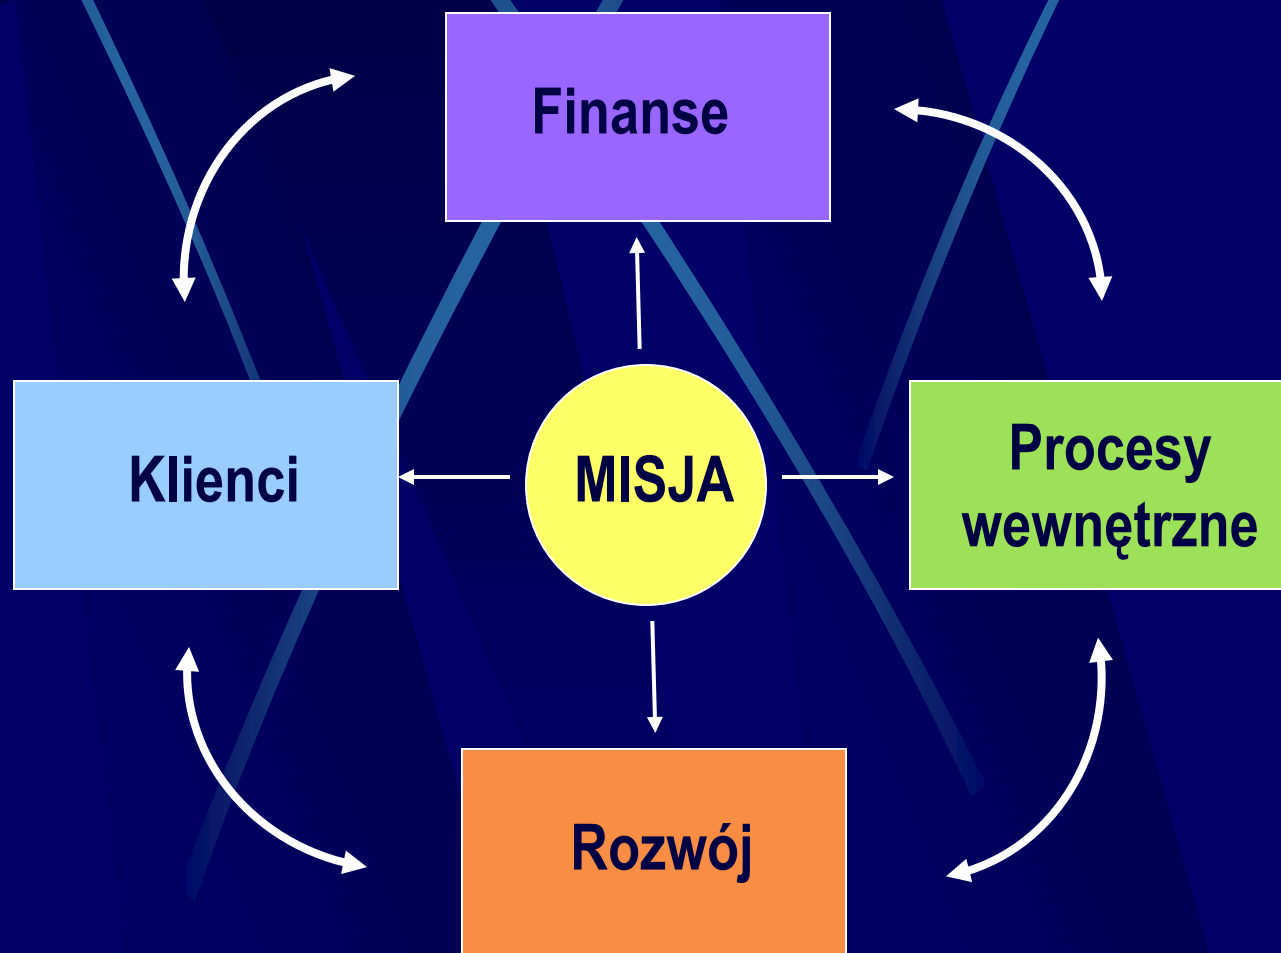 Finanse
Klienci
MISJA
Procesy
wewnętrzne
Rozwój